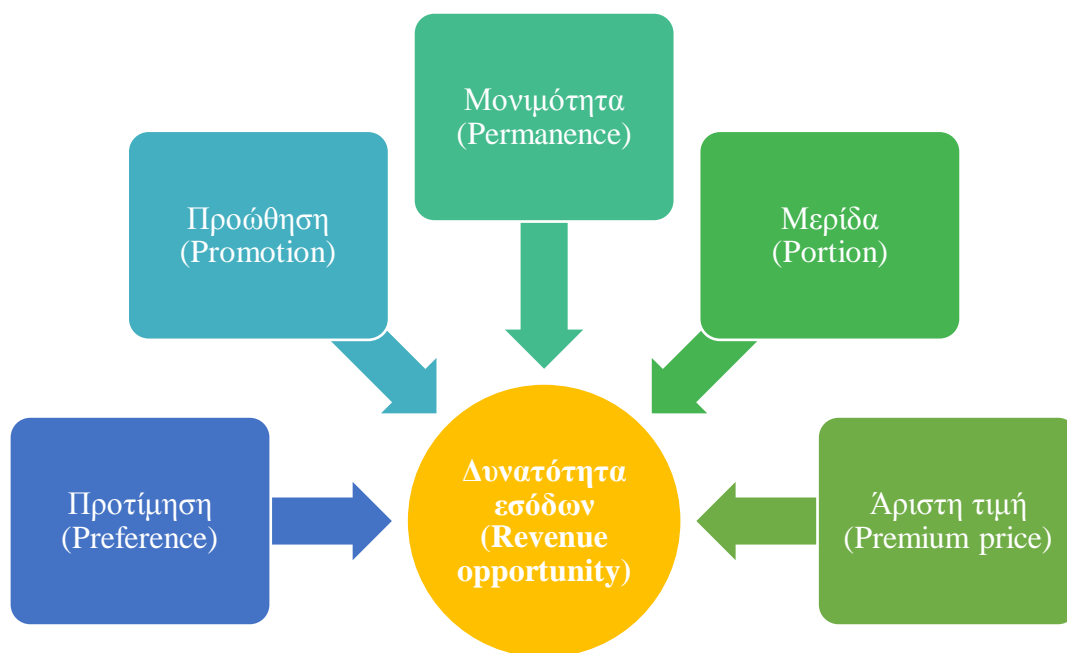 Μονιμότητα
(Permanence)
Προώθηση
(Promotion)
Μερίδα
(Portion)
Προτίμηση
(Preference)
Δυνατότητα
εσόδων
(Revenue
opportunity)
Άριστη τιμή
(Premium price)